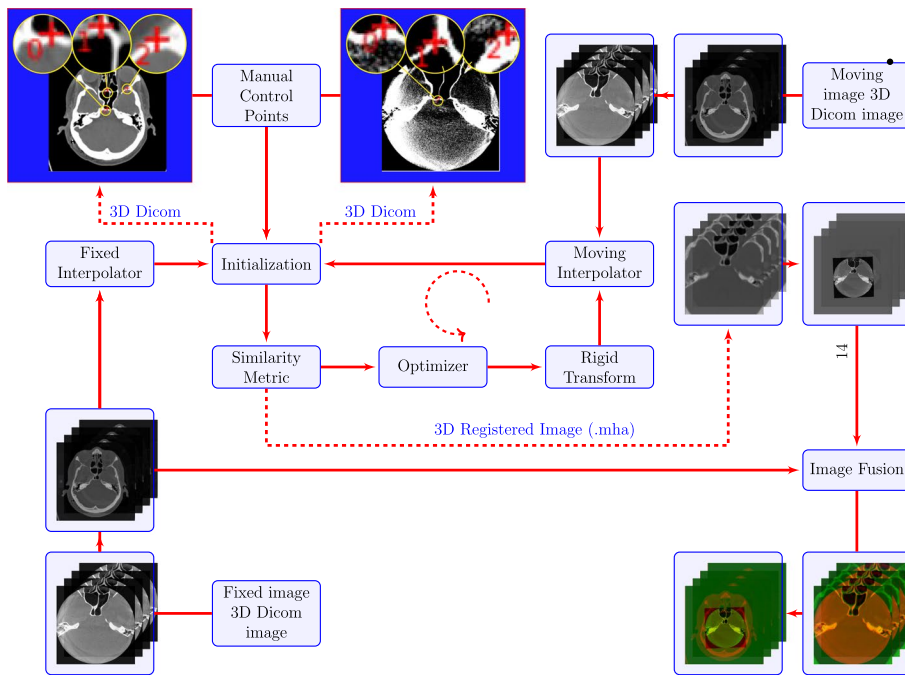 0
1
2
Manual
Control
Points
0
1
2
Moving
image 3D
Dicom image
3D Dicom
3D Dicom
Fixed
Interpolator
Initialization
Moving
Interpolator
Similarity
Metric
Optimizer
Rigid
Transform
14
3D Registered Image (.mha)
Image Fusion
Fixed image
3D Dicom
image